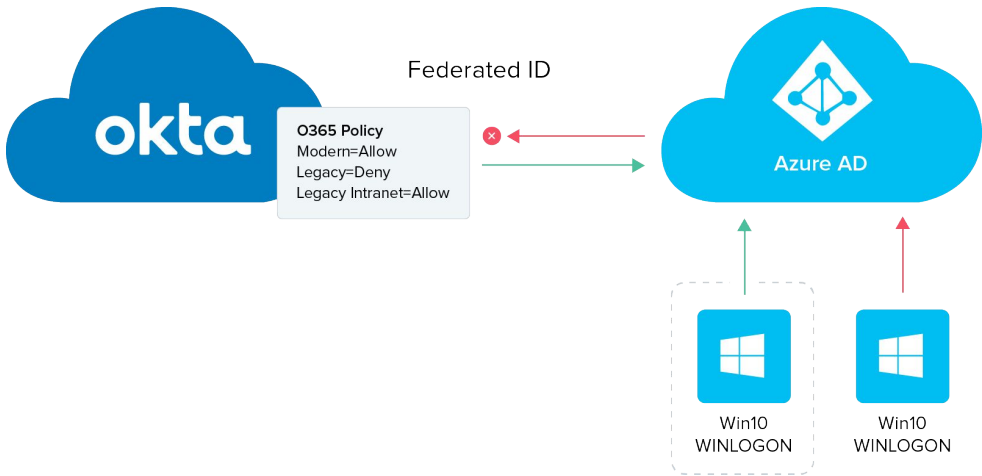 Federated ID
okta
O365 Policy
Modern=Allow
Legacy=Deny
Legacy Intranet=Allow
Azure AD
Win10
WINLOGON
Win10
WINLOGON